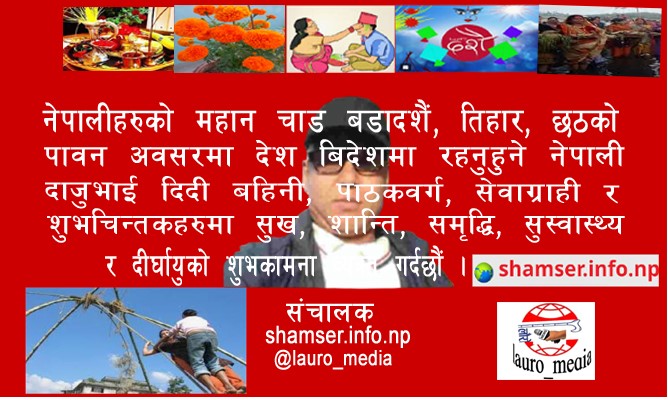 दशैं
नेपालीहरुको महान चाड बडादशैं, तिहार, छठको
पावन अवसरमा देश बिदेशमा रहनुहुने नेपाली
दाजुभाई दिदी बहिनी, पाठकवर्ग, सेवाग्राही र
शुभचिन्तकहरुमा सुख, शान्ति, समृद्धि, सुस्वास्थ्य
र दीर्घायुको शुभकामना गर्दछौं ।
shamser.info.np
संचालक
shamser.info.np
@lauro_media
lauro_media